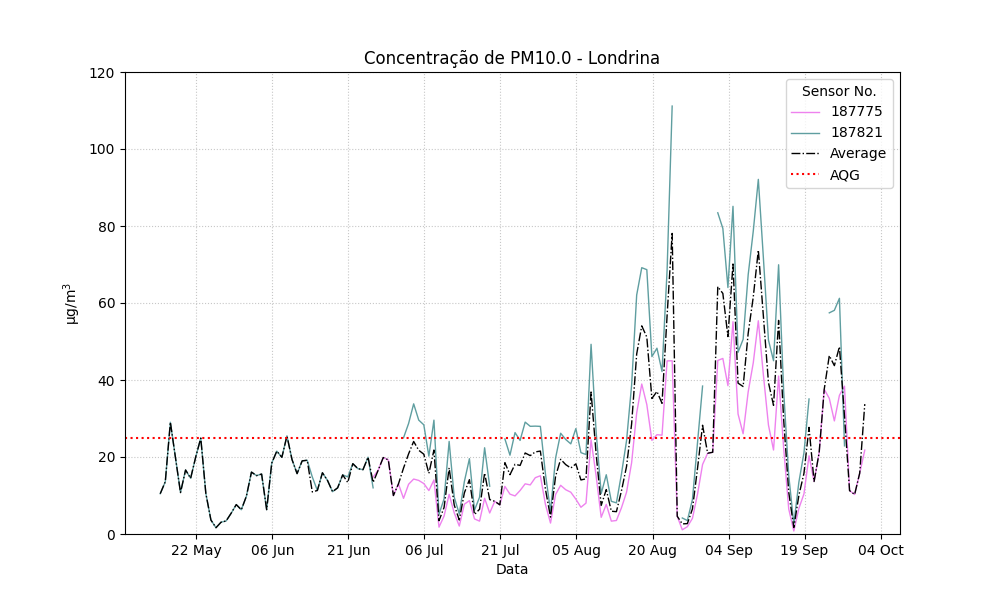 Concentração de PM10.0 - Londrina
Sensor No.
187775
187821
Average
AQG
120
100
80
60
40
20
0
µg/m³
22 May
06 Jun
21 Jun
06 Jul
21 Jul
05 Aug
20 Aug
04 Sep
19 Sep
04 Oct
Data